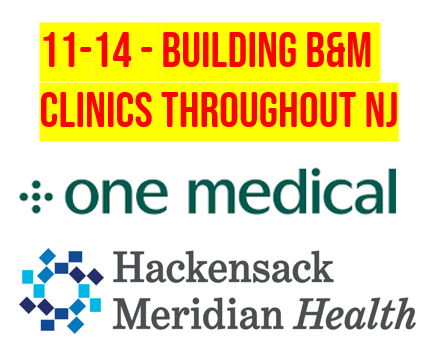 11-14 - BUILDING B&M
CLINICS THROUGHOUT NJ
one medical
Hackensack
Meridian Health